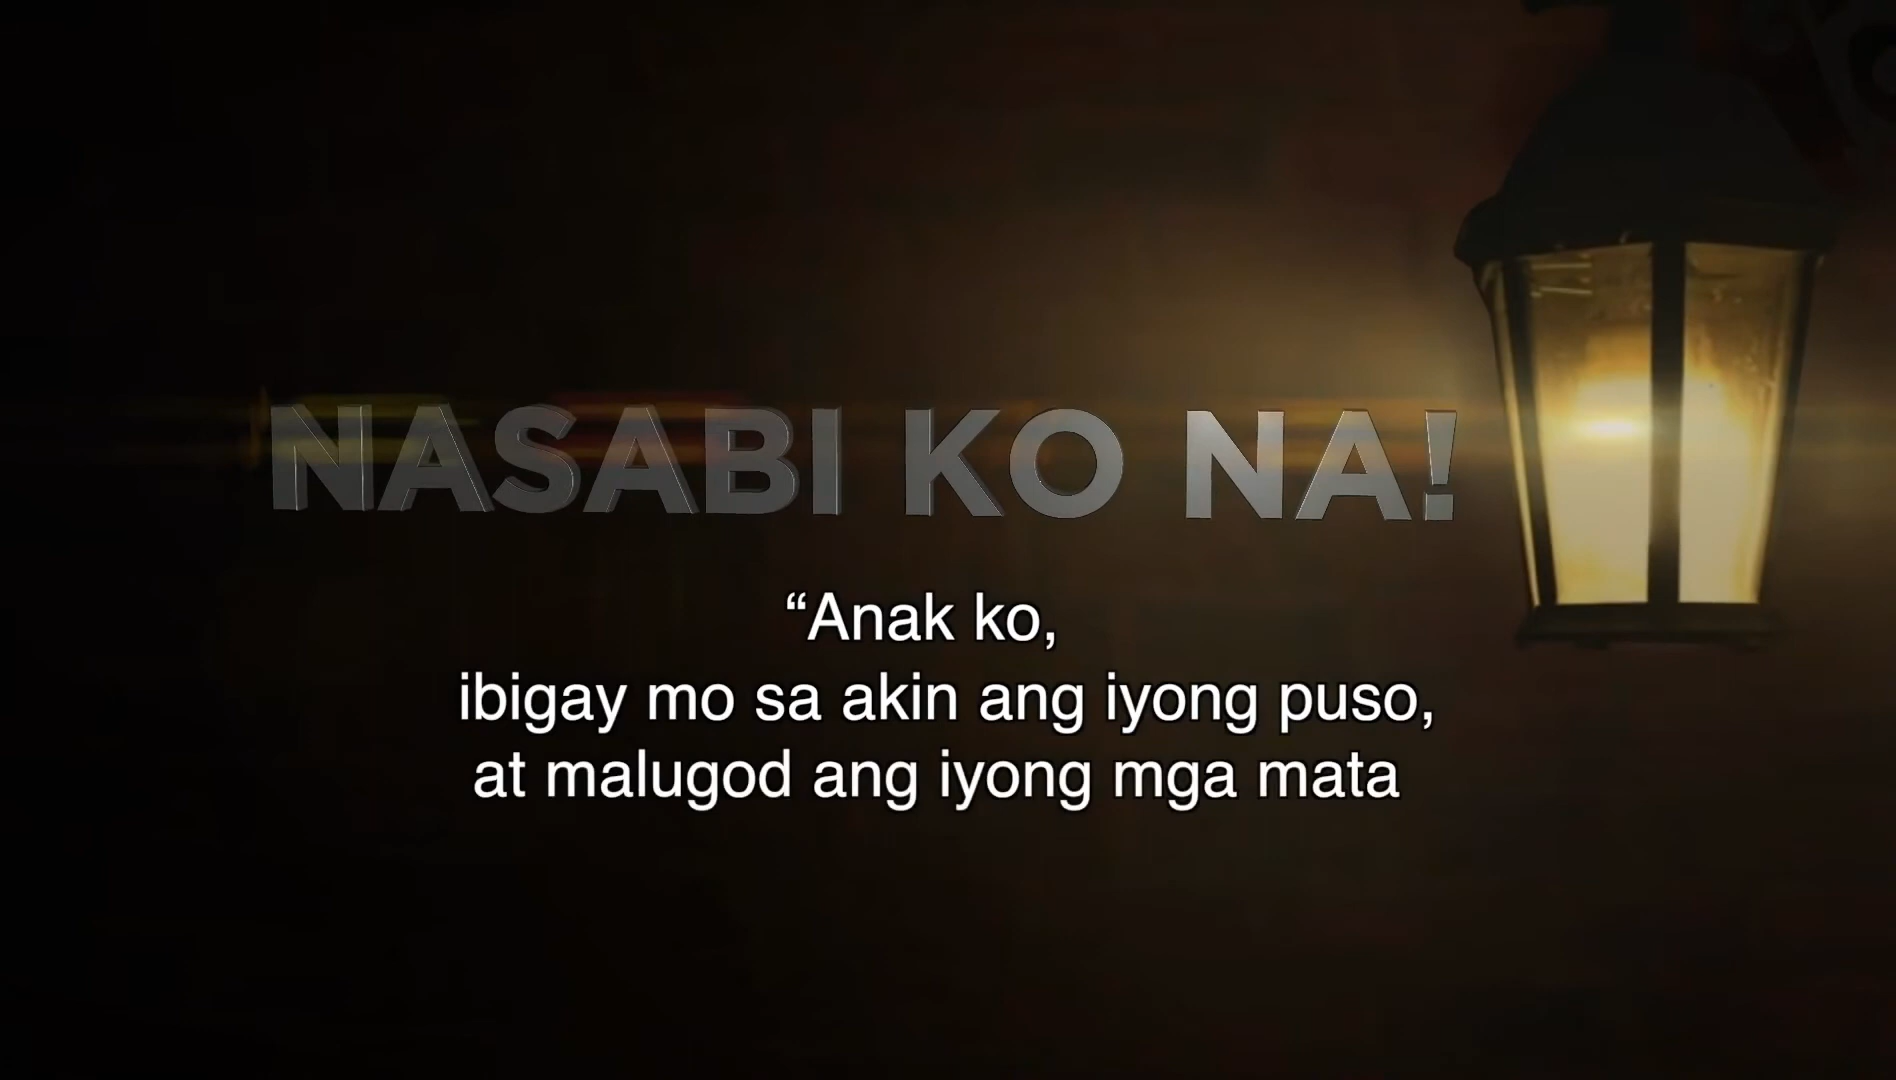 NASABI KO NA!
“Anak ko,
ibigay mo sa akin ang iyong puso,
at malugod ang iyong mga mata